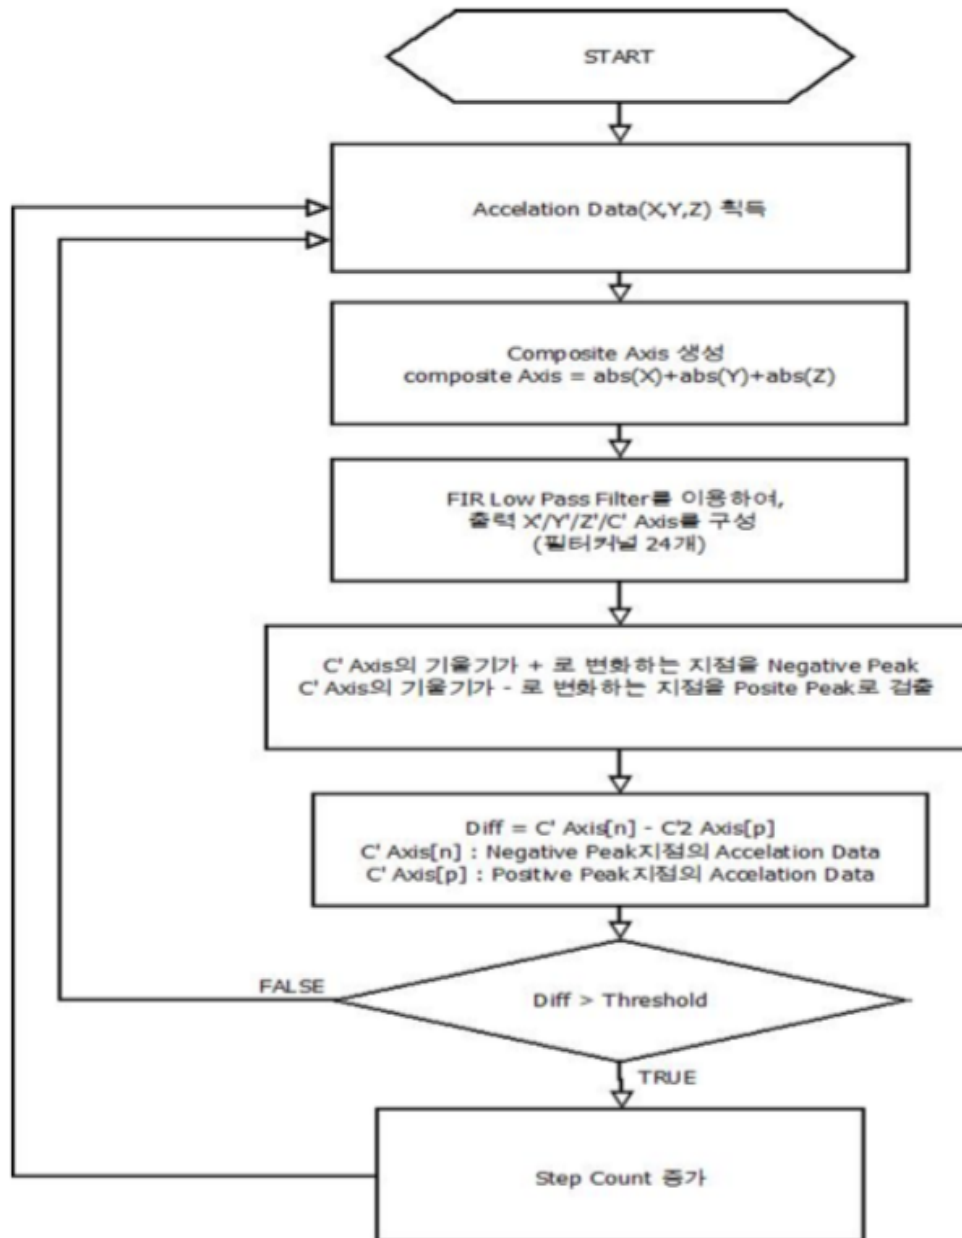 START
Accelation Data(X,Y,Z) 획득
Composite Axis 생성
composite Axis = abs(X)+abs(Y)+abs(Z)
FIR Low Pass Filter를 이용하여,
출력 X'/Y'/Z'/C' Axis를 구성
(필터커널 24개)
C' Axis의 기울기가 + 로 변화하는 지점을 Negative Peak
C' Axis의 기울기가 - 로 변화하는 지점을 Posite Peak로 검출
Diff = C' Axis[n] - C'2 Axis[p]
C' Axis[n] : Negative Peak지점의 Accelation Data
C' Axis[p] : Positive Peak지점의 Accelation Data
FALSE
Diff > Threshold
TRUE
Step Count 증가